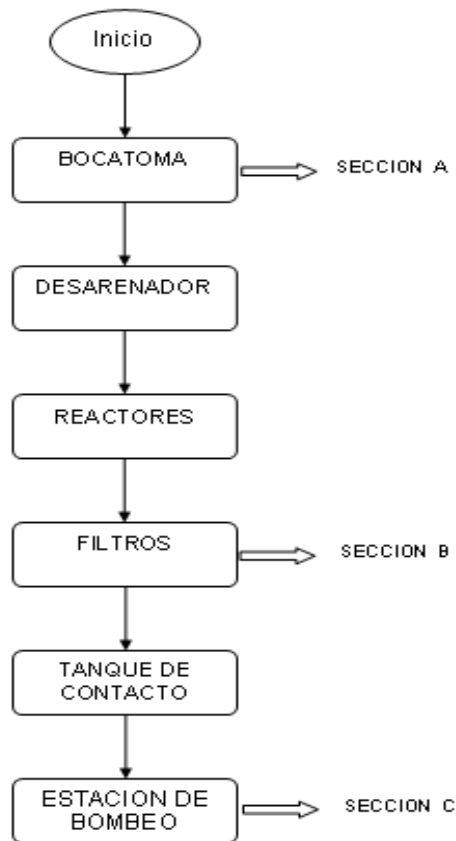 Inicio
BOCATOMA
SECCION A
DESARENADOR
REACTORES
FILTROS
SECCION B
TANQUE DE
CONTACTO
ESTACION DE
BOMBEO
SECCION C